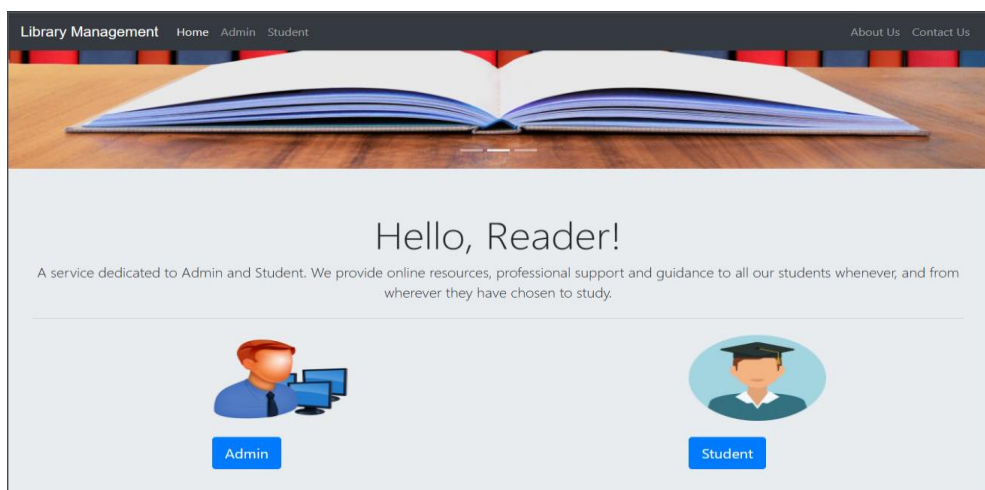 Library Management Home Admin Student About Us Contact Us
Hello, Reader!
A service dedicated to Admin and Student. We provide online resources, professional support and guidance to all our students whenever, and from
wherever they have chosen to study.
Admin Student